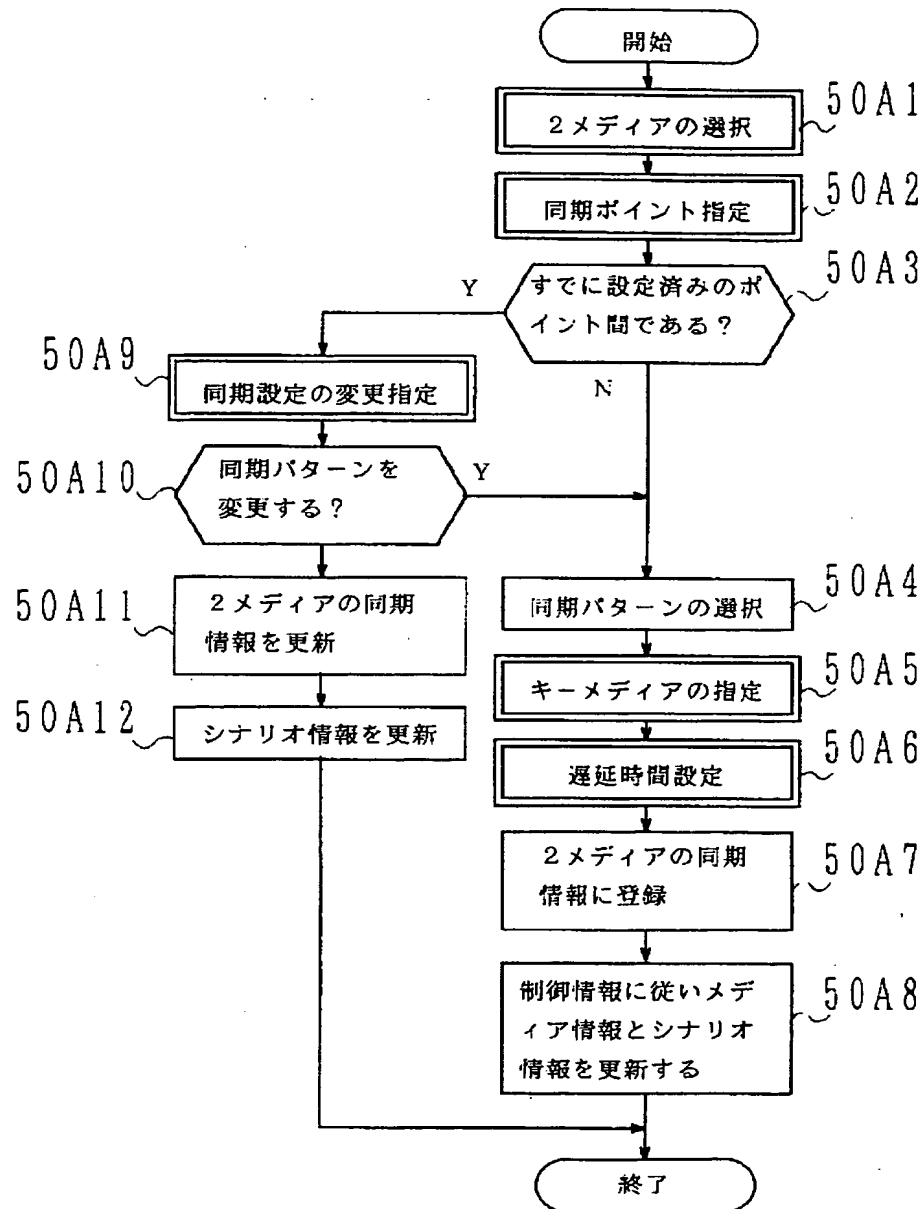 開始
2メディアの選択
50A1
同期ポイント指定
50A2
すでに設定済みのポ
イント間である?
50A3
Y
N
50A9
同期設定の変更指定
50A10
同期パターンを
変更する?
Y
50A11
2メディアの同期
情報を更新
50A12
シナリオ情報を更新
同期パターンの選択
50A4
キーメディアの指定
50A5
遅延時間設定
50A6
2メディアの同期
情報に登録
50A7
制御情報に従いメデ
ィア情報とシナリオ
情報を更新する
50A8
終了